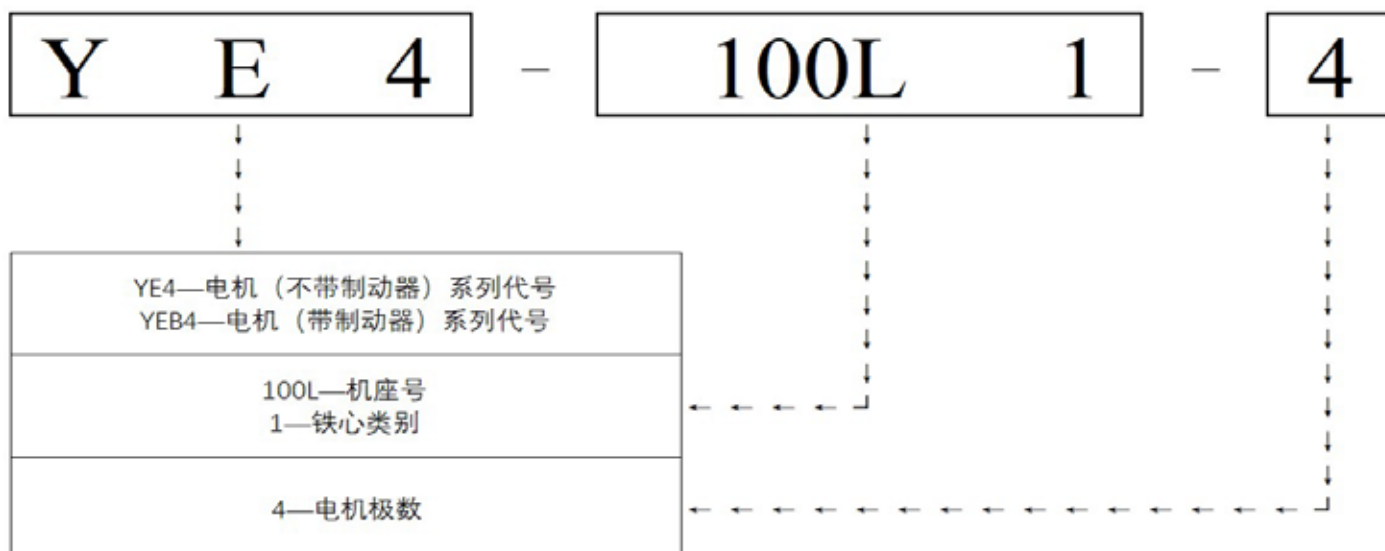 Y E 4 - 100L 1 - 4
YE4—电机（不带制动器）系列代号
YEB4—电机（带制动器）系列代号
100L—机座号
1—铁心类别
4—电机极数